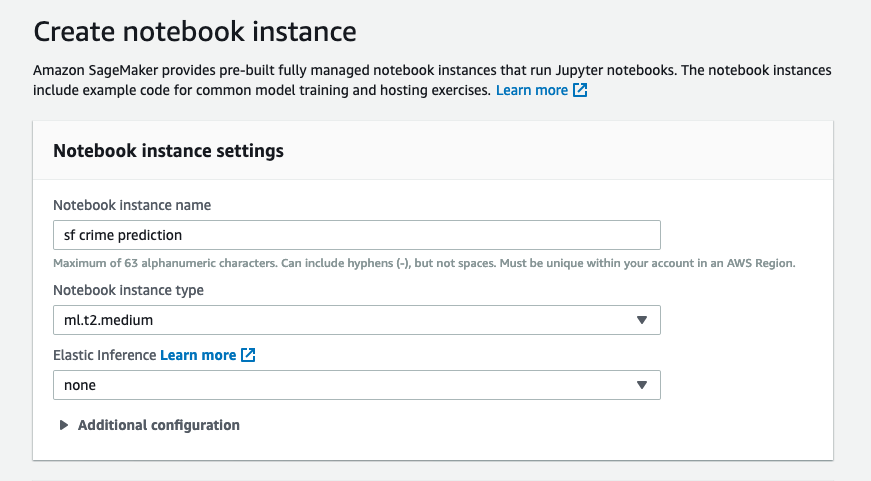 Create notebook instance
Amazon SageMaker provides pre-built fully managed notebook instances that run Jupyter notebooks. The notebook instances
include example code for common model training and hosting exercises. Learn more
Notebook instance settings
Notebook instance name
sf crime prediction
Maximum of 63 alphanumeric characters. Can include hyphens (-), but not spaces. Must be unique within your account in an AWS Region.
Notebook instance type
ml.t2.medium
Elastic Inference Learn more
none
Additional configuration